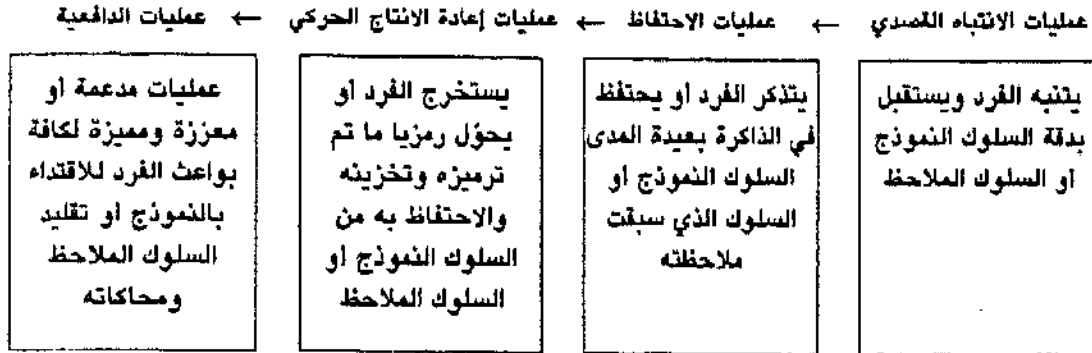 عمليات الانتباه القصدي ← عمليات الاحتفاظ ← عمليات إعادة الانتاج الحركي ← عمليات الدافعية
يتنبه الفرد ويستقبل
بدقة السلوك النموذج
او السلوك الملاحظ
يتذكر الفرد او يحتفظ
في الذاكرة بعيدة المدى
السلوك النموذج او
السلوك الذي سبقت
ملاحظته
يستخرج الفرد او
يحوّل رمزيا ما تم
ترميزه وتخزينه
والاحتفاظ به من
السلوك النموذج او
السلوك الملاحظ
عمليات مدعمة او
معززة ومميزة لكافة
بواعث الفرد للاقتداء
بالنموذج او تقليد
السلوك الملاحظ
ومحاكاته